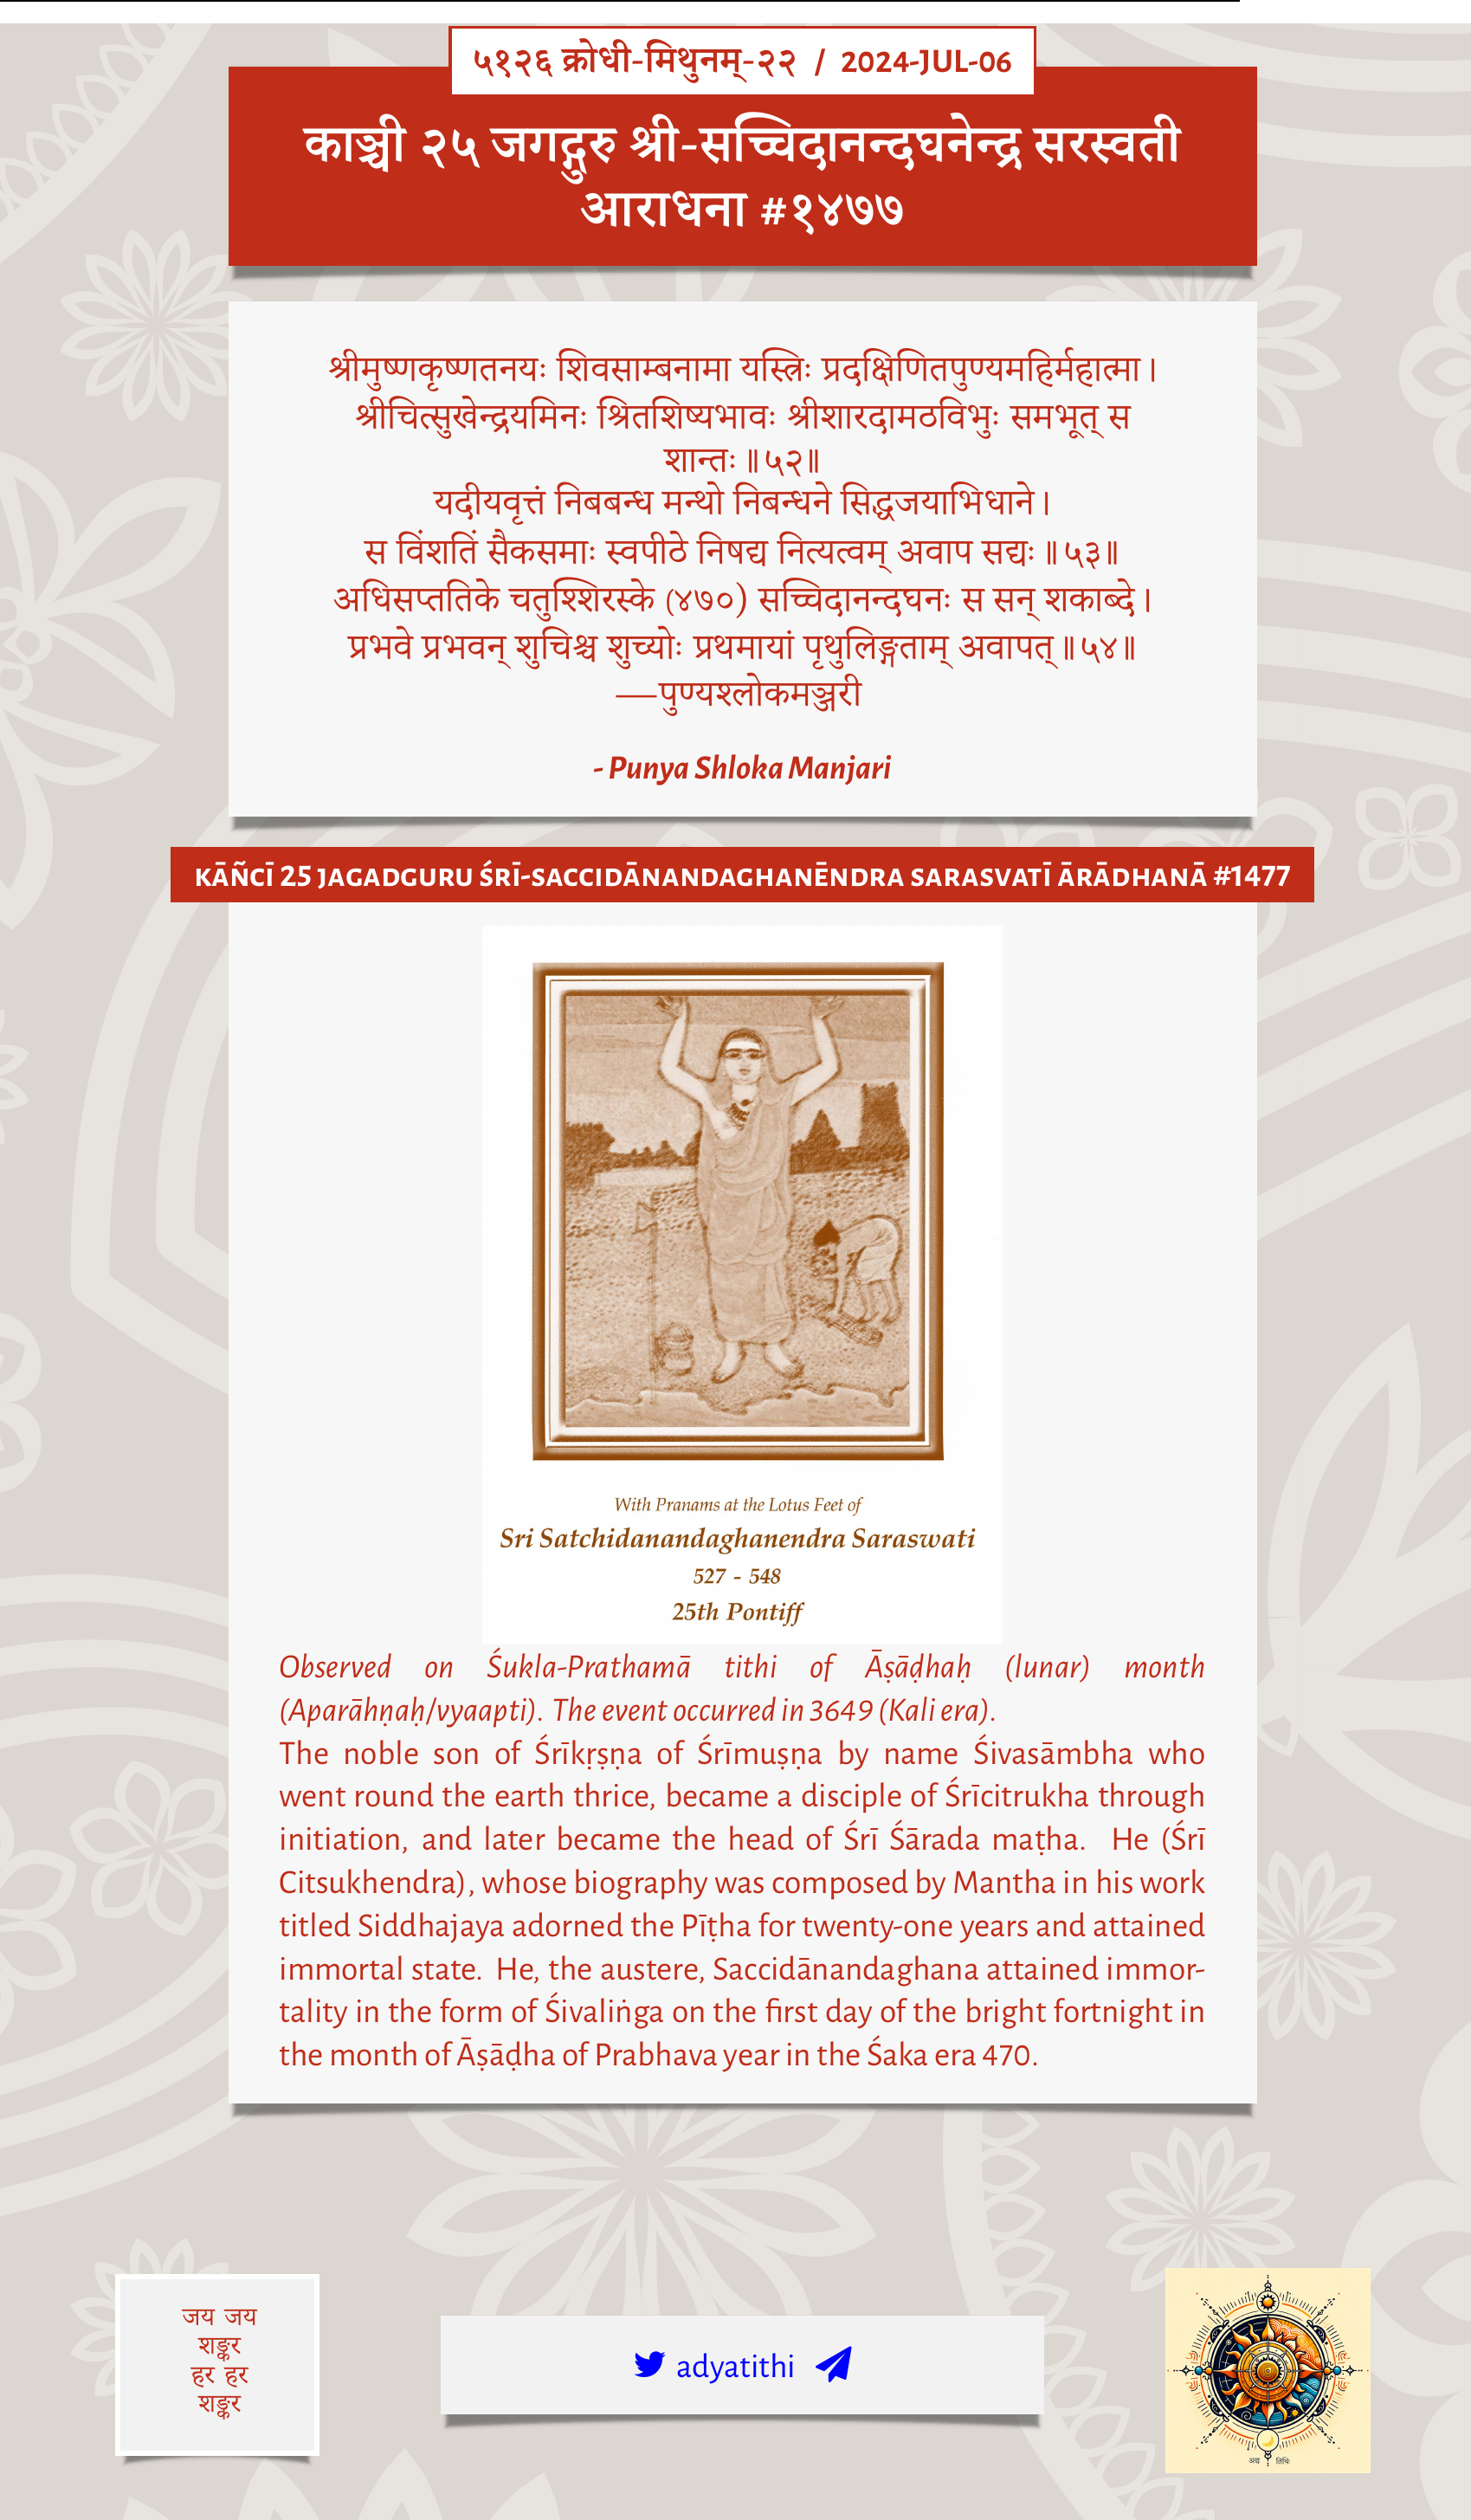 ५१२६ क्रोधी-मिथुनम्-२२ / 2024-JUL-06
काञ्ची २५ जगद्गुरु श्री-सच्चिदानन्दघनेन्द्र सरस्वती
आराधना #१४७७
श्रीमुष्णकृष्णतनयः शिवसाम्बनामा यस्त्रिः प्रदक्षिणितपुण्यमहिर्महात्मा।
श्रीचित्सुखेन्द्रयमिनः श्रितशिष्यभावः श्रीशारदामठविभुः समभूत् स
शान्तः॥५२॥
यदीयवृत्तं निबबन्ध मन्थो निबन्धने सिद्धजयाभिधाने।
स विंशतिं सैकसमाः स्वपीठे निषद्य नित्यत्वम् अवाप सद्यः॥५३॥
अधिसप्ततिके चतुश्शिरस्के (४७०) सच्चिदानन्दघनः स सन् शकाब्दे।
प्रभवे प्रभवन् शुचिश्च शुच्योः प्रथमायां पृथुलिङ्गताम् अवापत्॥५४॥
—पुण्यश्लोकमञ्जरी
- Punya Shloka Manjari
KĀÑCĪ 25 JAGADGURU ŚRĪ-SACCIDĀNANDAGHANĒNDRA SARASVATĪ ĀRĀDHANĀ #1477
With Pranams at the Lotus Feet of
Sri Satchidanandaghanendra Saraswati
527 - 548
25th Pontiff
Observed on Śukla-Prathamā tithi of Āṣāḍhaḥ (lunar) month
(Aparāhṇaḥ/vyaapti). The event occurred in 3649 (Kali era).
The noble son of Śrīkṛṣṇa of Śrīmuṣṇa by name Śivasāmbha who
went round the earth thrice, became a disciple of Śrīcitrukha through
initiation, and later became the head of Śrī Śārada maṭha. He (Śrī
Citsukhendra), whose biography was composed by Mantha in his work
titled Siddhajaya adorned the Pīṭha for twenty-one years and attained
immortal state. He, the austere, Saccidānandaghana attained immor-
tality in the form of Śivaliṅga on the first day of the bright fortnight in
the month of Āṣāḍha of Prabhava year in the Śaka era 470.
जय जय
शङ्कर
हर हर
शङ्कर
adyatithi
अद्य तिथिः